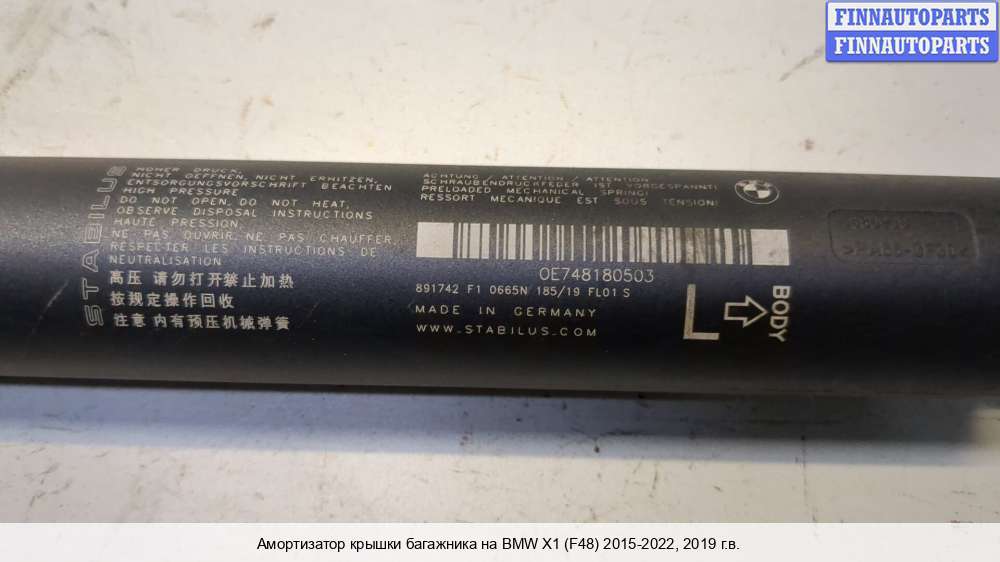 FINNAUTOPARTS
FINNAUTOPARTS
STABILUS
HOHER DRUCK,
NICHT OEFFNEN, NICHT ERHITZEN,
ENTSORGUNGSVORSCHRIFT BEACHTEN
HIGH PRESSURE
DO NOT OPEN, DO NOT HEAT,
OBSERVE DISPOSAL INSTRUCTIONS
HAUTE PRESSION
NE PAS OUVRIR, NE PAS CHAUFFER,
RESPECTER LES INSTRUCTIONS DE
NEUTRALISATION
高压 请勿打开禁止加热
按规定操作回收
注意 内有预压机械弹簧
ACHTUNG / ATTENTION / ATTENTION
SCHRAUBENDRUCKFEDER IST VORGESPANNT!
PRELOADED MECHANICAL SPRING!
RESSORT MECANIQUE EST SOUS TENSION!
BMW
0E748180503
891742 F1 0665N 185/19 FL01 S
MADE IN GERMANY
WWW.STABILUS.COM
L
BODY
Амортизатор крышки багажника на BMW X1 (F48) 2015-2022, 2019 г.в.